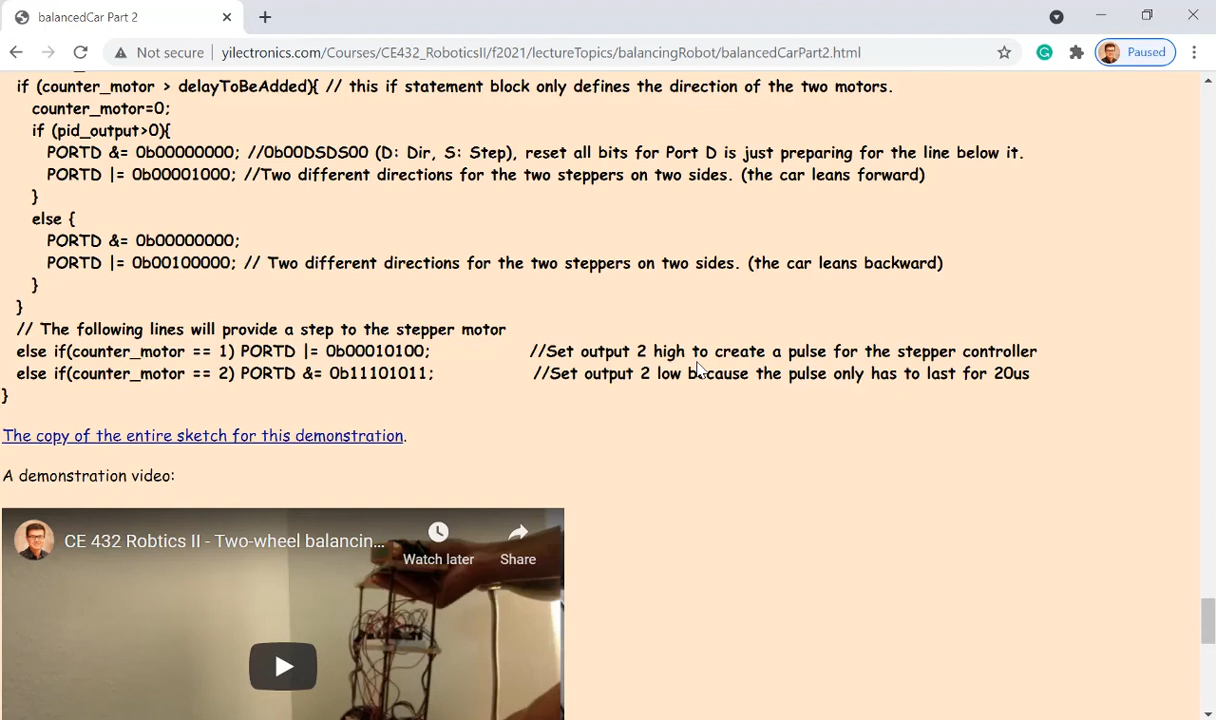 balancedCar Part 2
Not secure | yilectronics.com/Courses/CE432_RoboticsII/f2021/lectureTopics/balancingRobot/balancedCarPart2.html
Paused
if (counter_motor > delayToBeAdded){ // this if statement block only defines the direction of the two motors.
counter_motor=0;
if (pid_output>0){
PORTD &= 0b00000000; //0b00DSDS00 (D: Dir, S: Step), reset all bits for Port D is just preparing for the line below it.
PORTD |= 0b00001000; //Two different directions for the two steppers on two sides. (the car leans forward)
}
else {
PORTD &= 0b00000000;
PORTD |= 0b00100000; // Two different directions for the two steppers on two sides. (the car leans backward)
}
}
// The following lines will provide a step to the stepper motor
else if(counter_motor == 1) PORTD |= 0b00010100; //Set output 2 high to create a pulse for the stepper controller
else if(counter_motor == 2) PORTD &= 0b11101011; //Set output 2 low because the pulse only has to last for 20us
}
The copy of the entire sketch for this demonstration.
A demonstration video:
CE 432 Robtics II - Two-wheel balancin...
Watch later
Share